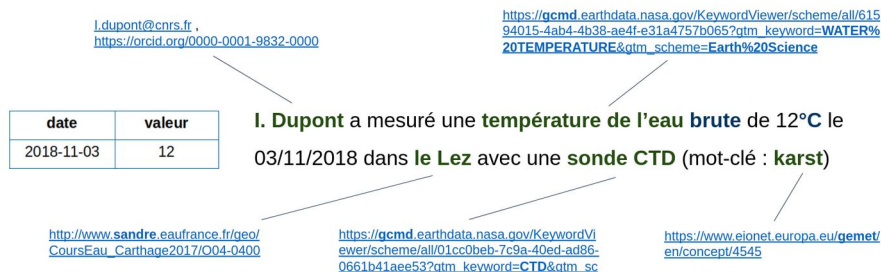 I.dupont@cnrs.fr ,
https://orcid.org/0000-0001-9832-0000
https://gcmd.earthdata.nasa.gov/KeywordViewer/scheme/all/615
94015-4ab4-4b38-ae4f-e31a4757b065?gtm_keyword=WATER%
20TEMPERATURE&gtm_scheme=Earth%20Science
date valeur
2018-11-03 12
I. Dupont a mesuré une température de l’eau brute de 12°C le
03/11/2018 dans le Lez avec une sonde CTD (mot-clé : karst)
http://www.sandre.eaufrance.fr/geo/
CoursEau_Carthage2017/O04-0400
https://gcmd.earthdata.nasa.gov/KeywordVi
ewer/scheme/all/01cc0beb-7c9a-40ed-ad86-
0661b41aee53?gtm_keyword=CTD&gtm_sc
https://www.eionet.europa.eu/gemet/
en/concept/4545